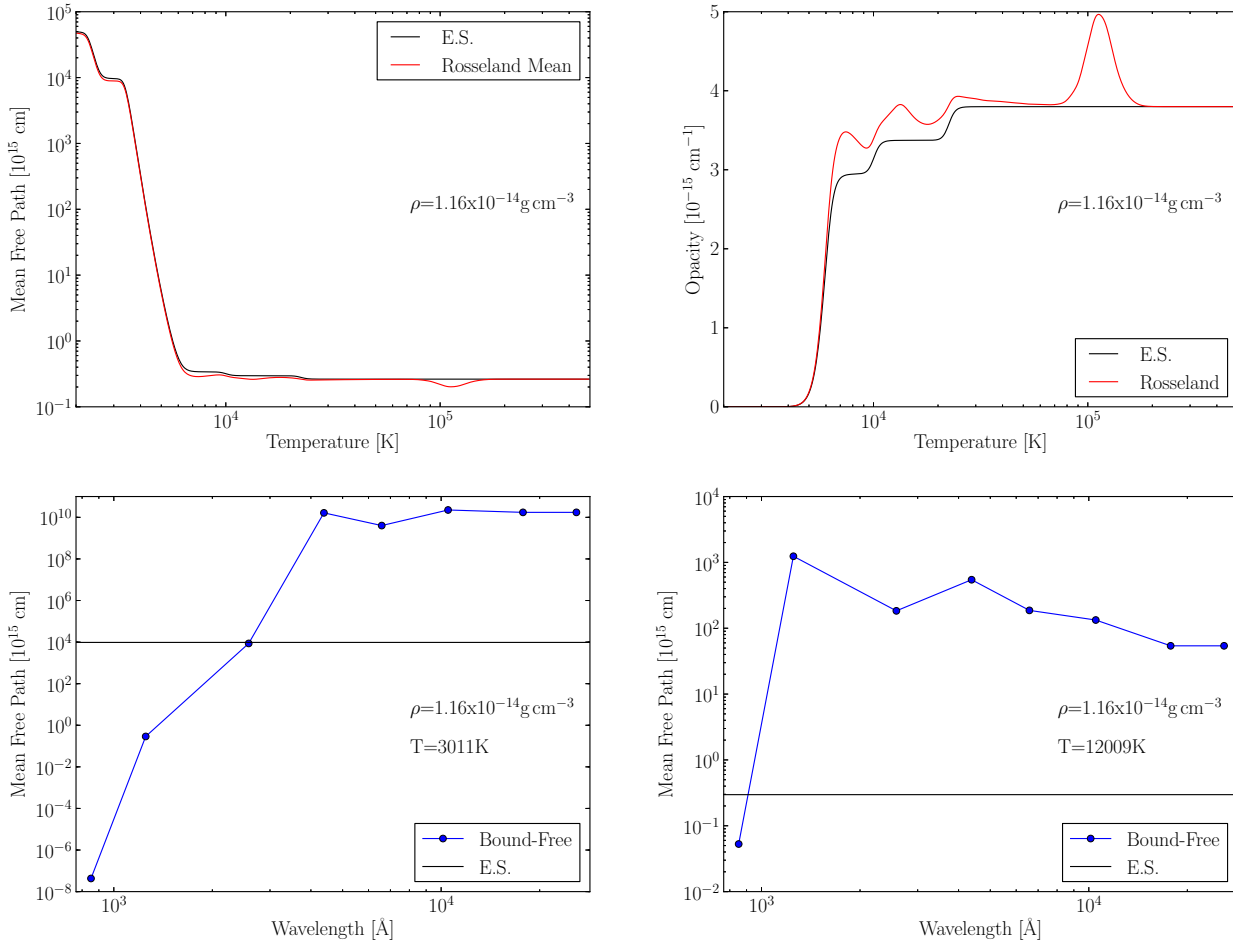 10^5
10^4
10^3
10^2
10^1
10^0
10^-1
Mean Free Path [10^15 cm]
E.S.
Rosseland Mean
ρ=1.16x10^-14 g cm^-3
10^4
10^5
Temperature [K]
5
4
3
2
1
0
Opacity [10^-15 cm^-1]
ρ=1.16x10^-14 g cm^-3
E.S.
Rosseland
10^4
10^5
Temperature [K]
10^10
10^8
10^6
10^4
10^2
10^0
10^-2
10^-4
10^-6
10^-8
Mean Free Path [10^15 cm]
ρ=1.16x10^-14 g cm^-3
T=3011K
Bound-Free
E.S.
10^3
10^4
Wavelength [Å]
10^4
10^3
10^2
10^1
10^0
10^-1
10^-2
Mean Free Path [10^15 cm]
ρ=1.16x10^-14 g cm^-3
T=12009K
Bound-Free
E.S.
10^3
10^4
Wavelength [Å]